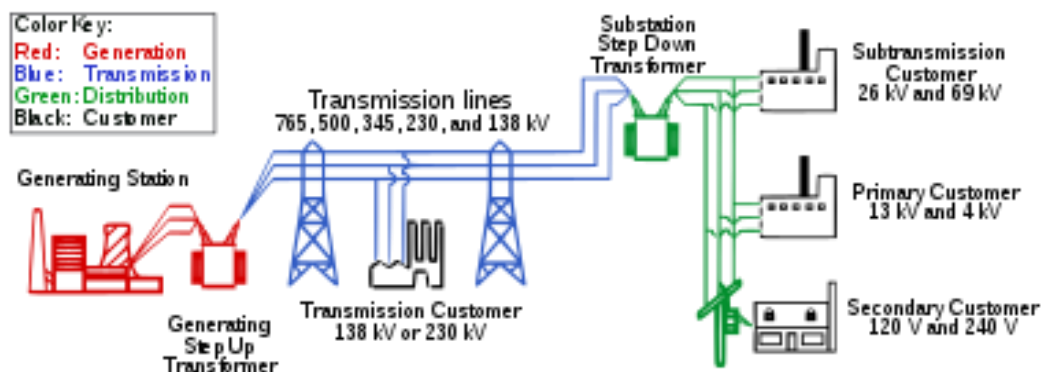 Color Key:
Red: Generation
Blue: Transmission
Green: Distribution
Black: Customer
Generating Station
Generating
Step Up
Transformer
Transmission lines
765, 500, 345, 230, and 138 kV
Transmission Customer
138 kV or 230 kV
Substation
Step Down
Transformer
Subtransmission
Customer
26 kV and 69 kV
Primary Customer
13 kV and 4 kV
Secondary Customer
120 V and 240 V